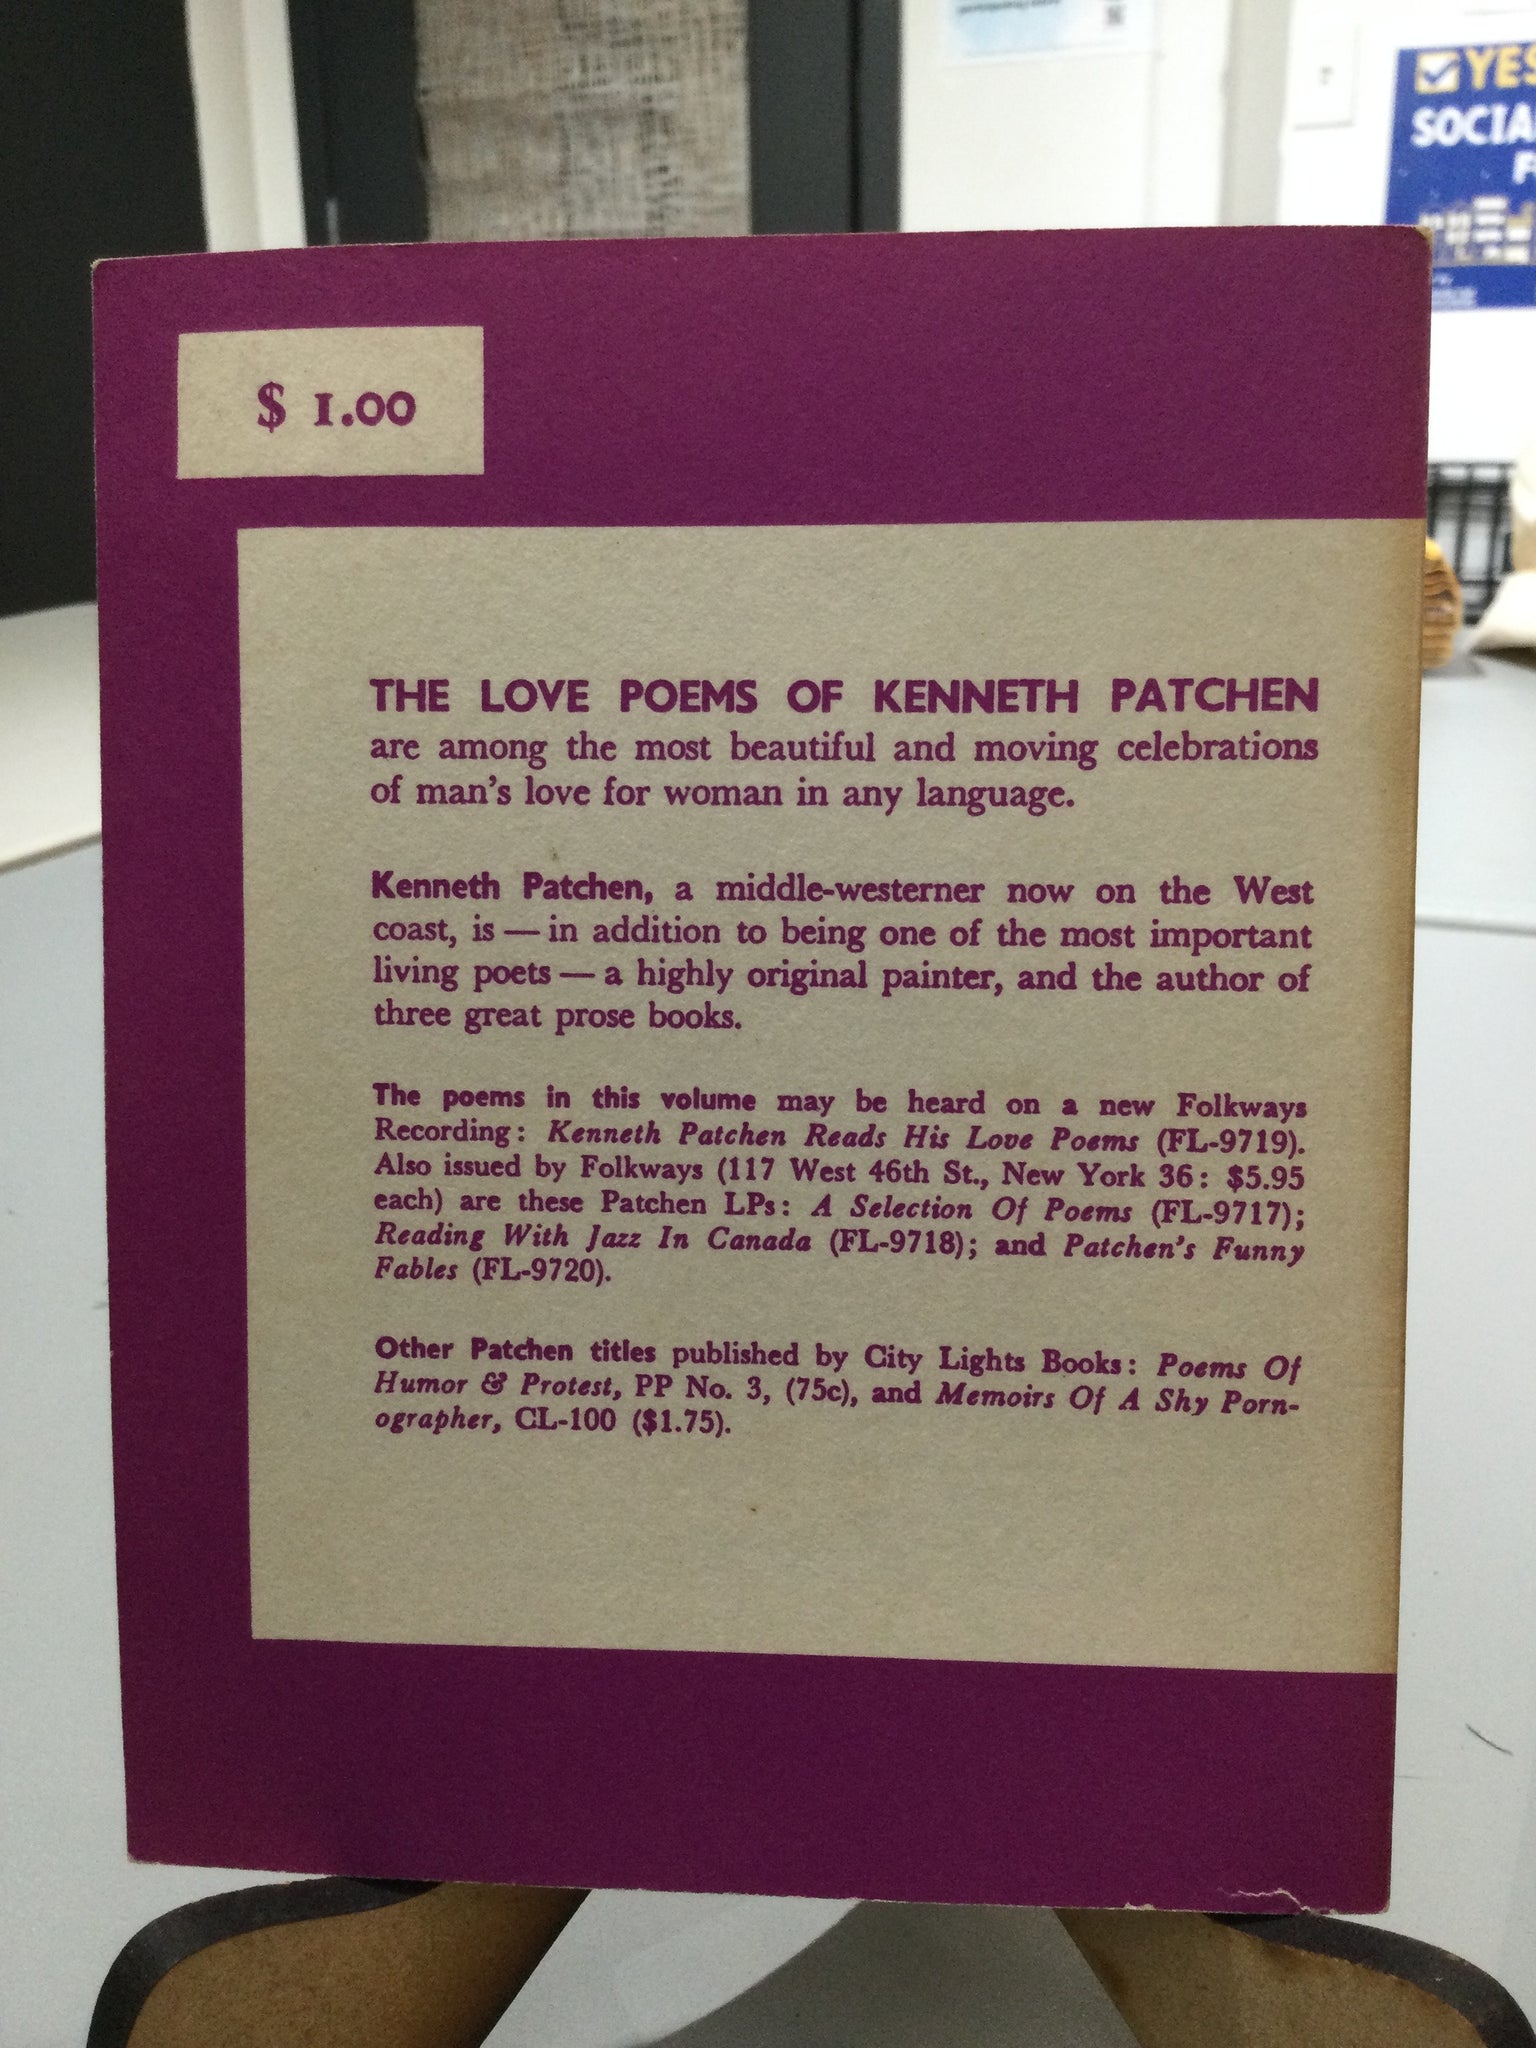 YES
SOCIA
$ 1.00
THE LOVE POEMS OF KENNETH PATCHEN
are among the most beautiful and moving celebrations
of man's love for woman in any language.
Kenneth Patchen, a middle-westerner now on the West
coast, is — in addition to being one of the most important
living poets — a highly original painter, and the author of
three great prose books.
The poems in this volume may be heard on a new Folkways
Recording: Kenneth Patchen Reads His Love Poems (FL-9719).
Also issued by Folkways (117 West 46th St., New York 36: $5.95
each) are these Patchen LPs: A Selection Of Poems (FL-9717);
Reading With Jazz In Canada (FL-9718); and Patchen's Funny
Fables (FL-9720).
Other Patchen titles published by City Lights Books: Poems Of
Humor & Protest, PP No. 3, (75c), and Memoirs Of A Shy Porn-
ographer, CL-100 ($1.75).